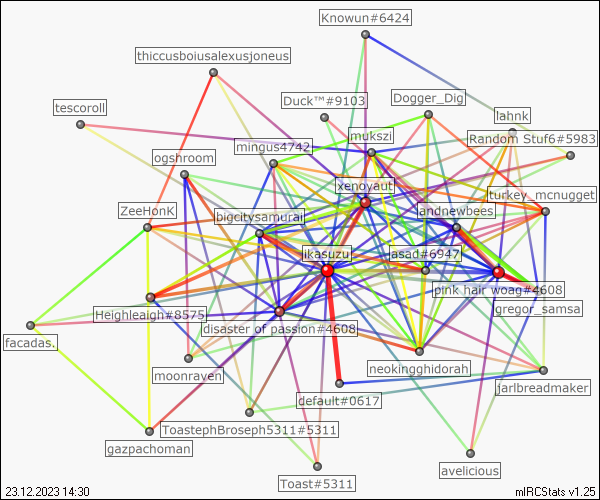 Knowun#6424
thiccusboiusalexusjoneus
Duck™#9103
Dogger_Dig
tescoroll
lahnk
mukszi
Random Stuf6#5983
mingus4742
ogshroom
xenoyaut
turkey_mcnugget
ZeeHonK
bigcitysamurai
andnewbees
jikasuzu
asad#6947
pink hair woag#4608
Heighleaigh#8575
gregor_samsa
disaster of passion#4608
facadas.
moonraven
neokingghidorah
default#0617
jarlbreadmaker
ToastephBroseph5311#5311
gazpachoman
avelicious
Toast#5311
23.12.2023 14:30
mIRCStats v1.25